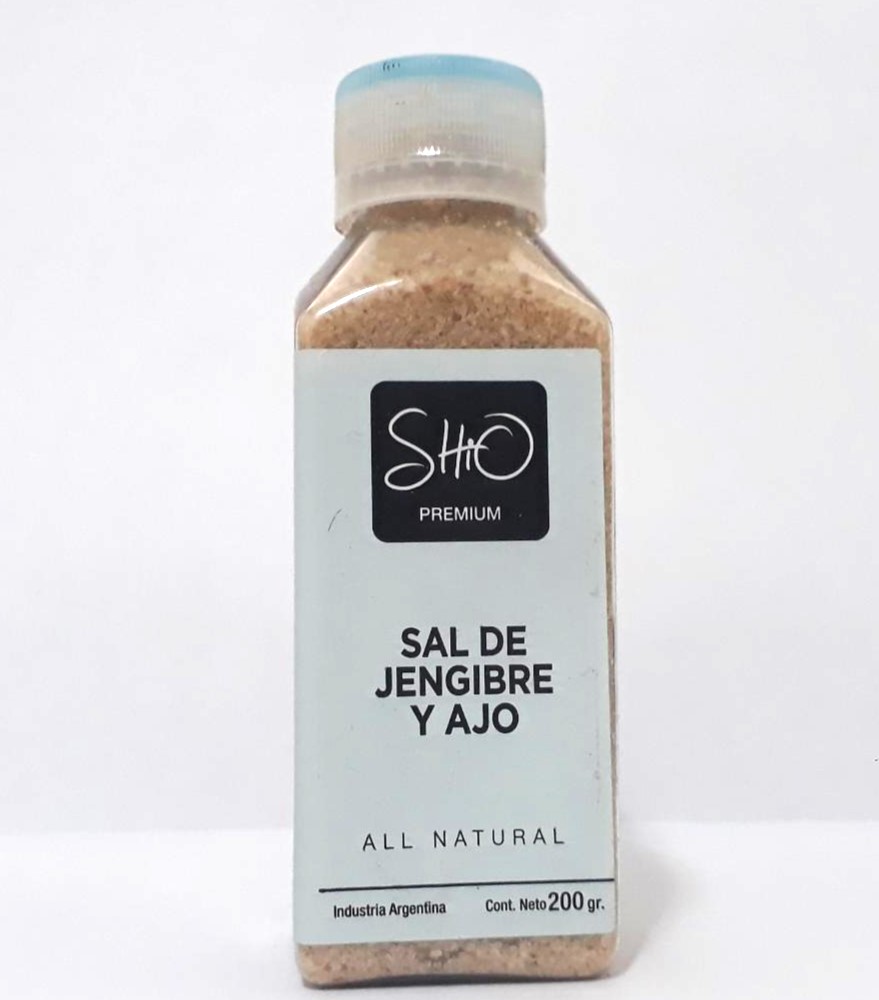 SHiO
PREMIUM
SAL DE
JENGIBRE
Y AJO
ALL NATURAL
Industria Argentina Cont. Neto 200 gr.